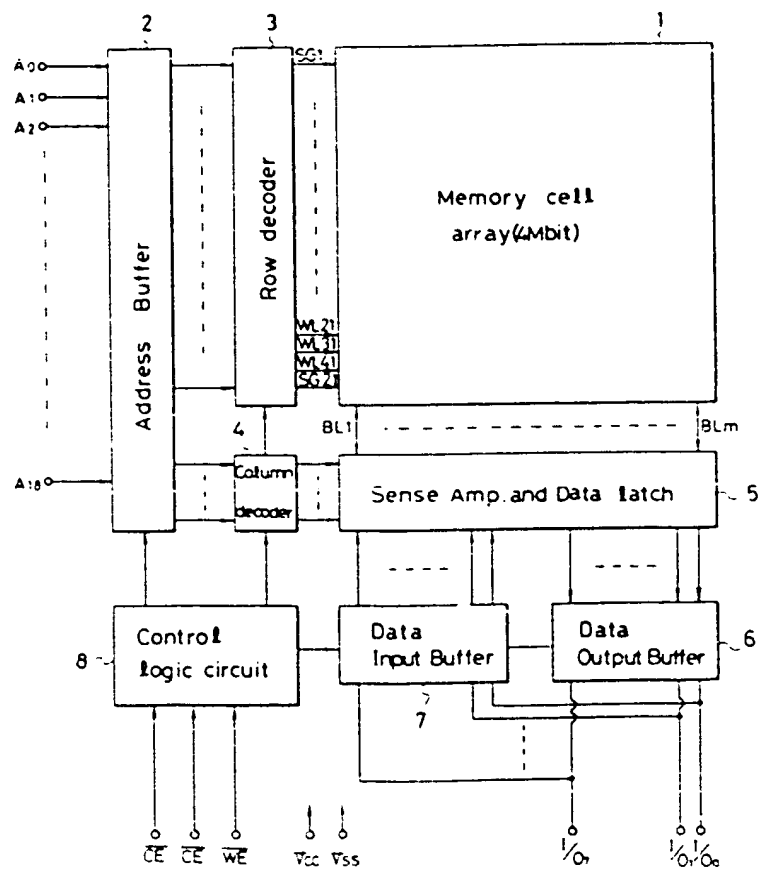 2
3
1
A0
A1
A2
A18
Address Buffer
Row decoder
SG1
Memory cell
array(4Mbit)
WL21
WL31
WL41
SG21
BL1
BLm
4
Column
decoder
Sense Amp. and Data latch
5
8
Control
logic circuit
Data
Input Buffer
7
Data
Output Buffer
6
CE
CE
WE
Vcc
Vss
I/O7
I/O1
I/O0